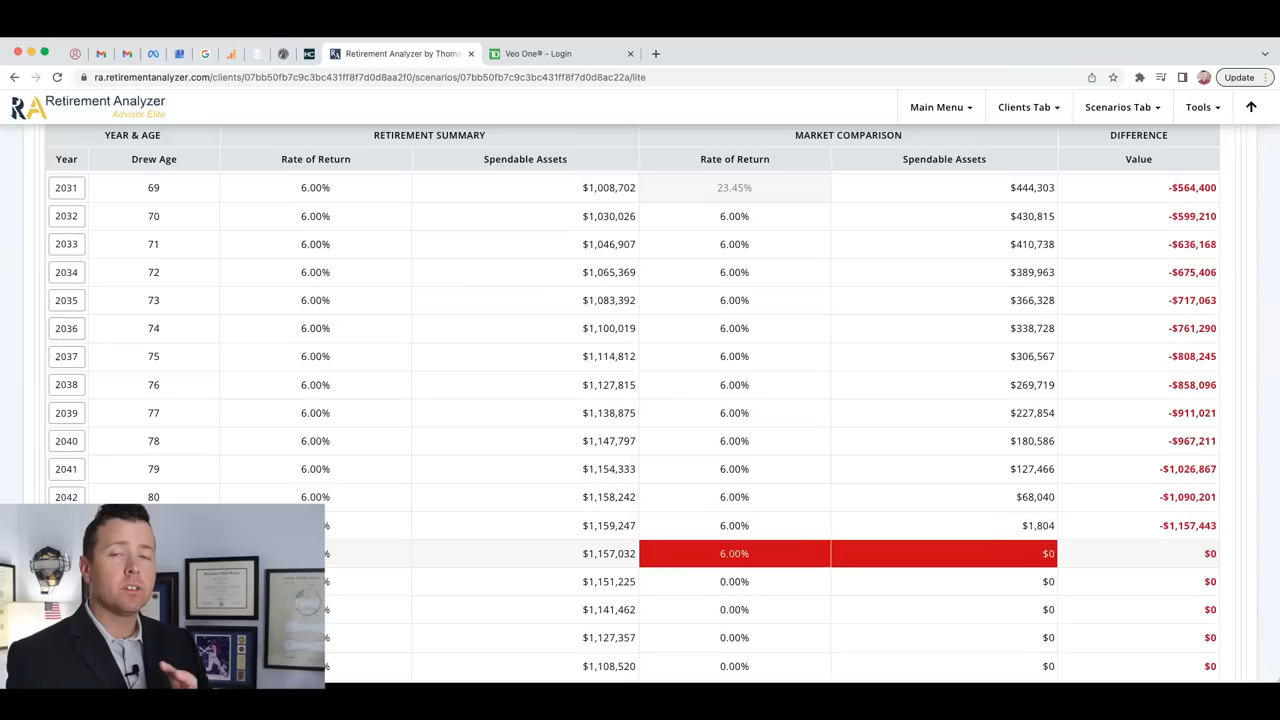 Retirement Analyzer by Thoma
Veo One® - Login
ra.retirementanalyzer.com/clients/07bb50fb7c9c3bc431ff8f7d0d8aa2f0/scenarios/07bb50fb7c9c3bc431ff8f7d0d8ac22a/lite
Update
RA Retirement Analyzer
Advisor Elite
Main Menu Clients Tab Scenarios Tab Tools
YEAR & AGE RETIREMENT SUMMARY MARKET COMPARISON DIFFERENCE
Year Drew Age Rate of Return Spendable Assets Rate of Return Spendable Assets Value
2031 69 6.00% $1,008,702 23.45% $444,303 -$564,400
2032 70 6.00% $1,030,026 6.00% $430,815 -$599,210
2033 71 6.00% $1,046,907 6.00% $410,738 -$636,168
2034 72 6.00% $1,065,369 6.00% $389,963 -$675,406
2035 73 6.00% $1,083,392 6.00% $366,328 -$717,063
2036 74 6.00% $1,100,019 6.00% $338,728 -$761,290
2037 75 6.00% $1,114,812 6.00% $306,567 -$808,245
2038 76 6.00% $1,127,815 6.00% $269,719 -$858,096
2039 77 6.00% $1,138,875 6.00% $227,854 -$911,021
2040 78 6.00% $1,147,797 6.00% $180,586 -$967,211
2041 79 6.00% $1,154,333 6.00% $127,466 -$1,026,867
2042 80 6.00% $1,158,242 6.00% $68,040 -$1,090,201
% $1,159,247 6.00% $1,804 -$1,157,443
% $1,157,032 6.00% $0 $0
% $1,151,225 0.00% $0 $0
% $1,141,462 0.00% $0 $0
% $1,127,357 0.00% $0 $0
% $1,108,520 0.00% $0 $0